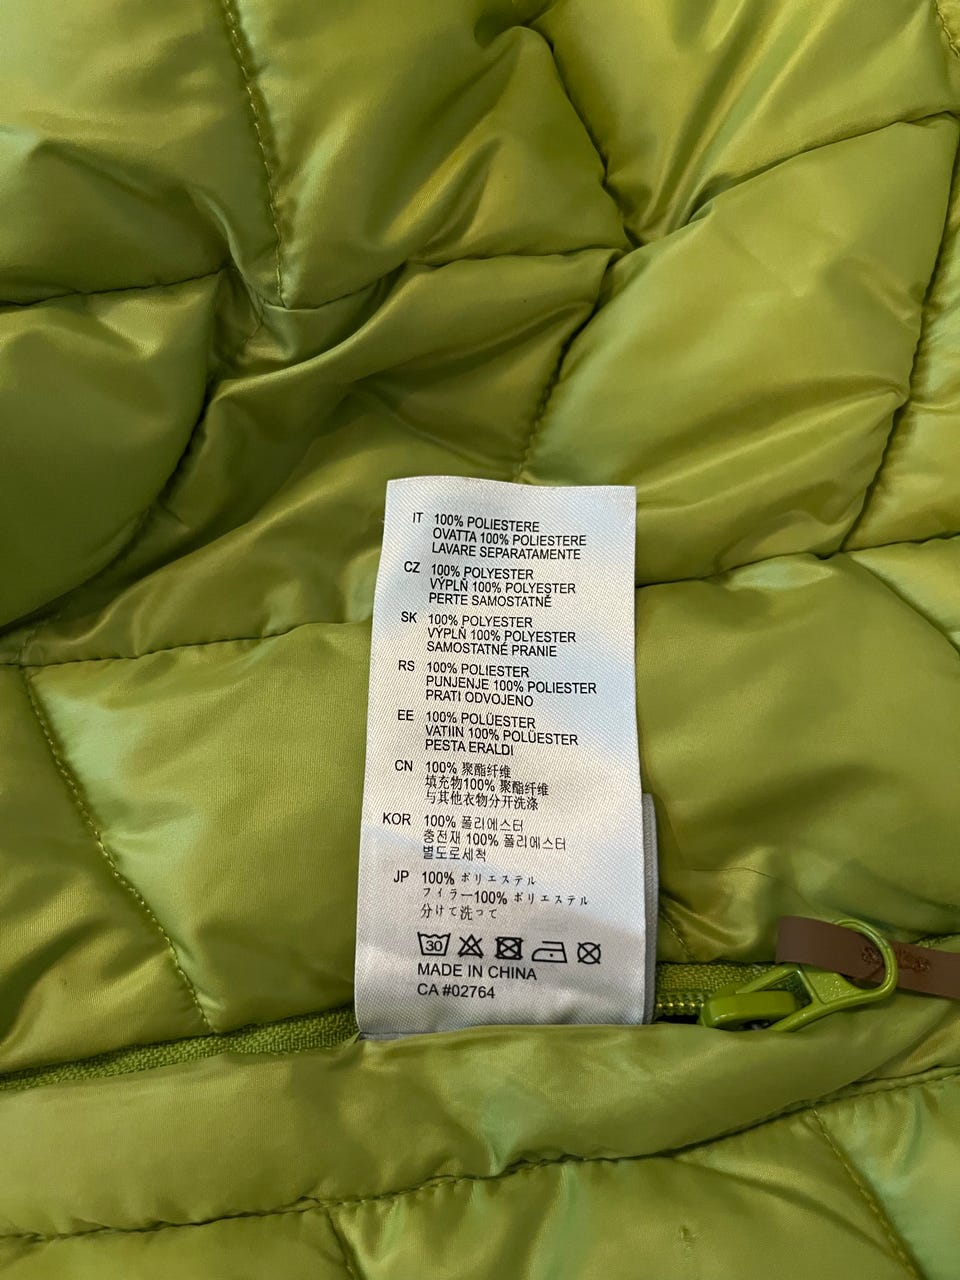 IT 100% POLIESTERE
OVATTA 100% POLIESTERE
LAVARE SEPARATAMENTE
CZ 100% POLYESTER
VÝPLŇ 100% POLYESTER
PERTE SAMOSTATNĚ
SK 100% POLYESTER
VÝPLŇ 100% POLYESTER
SAMOSTATNÉ PRANIE
RS 100% POLIESTER
PUNJENJE 100% POLIESTER
PRATI ODVOJENO
EE 100% POLÜESTER
VATIIN 100% POLÜESTER
PESTA ERALDI
CN 100% 聚酯纤维
填充物100% 聚酯纤维
与其他衣物分开洗涤
KOR 100% 폴리에스터
충전재 100% 폴리에스터
별도로세척
JP 100% ポリエステル
フィラー100% ポリエステル
分けて洗って
30
MADE IN CHINA
CA #02764